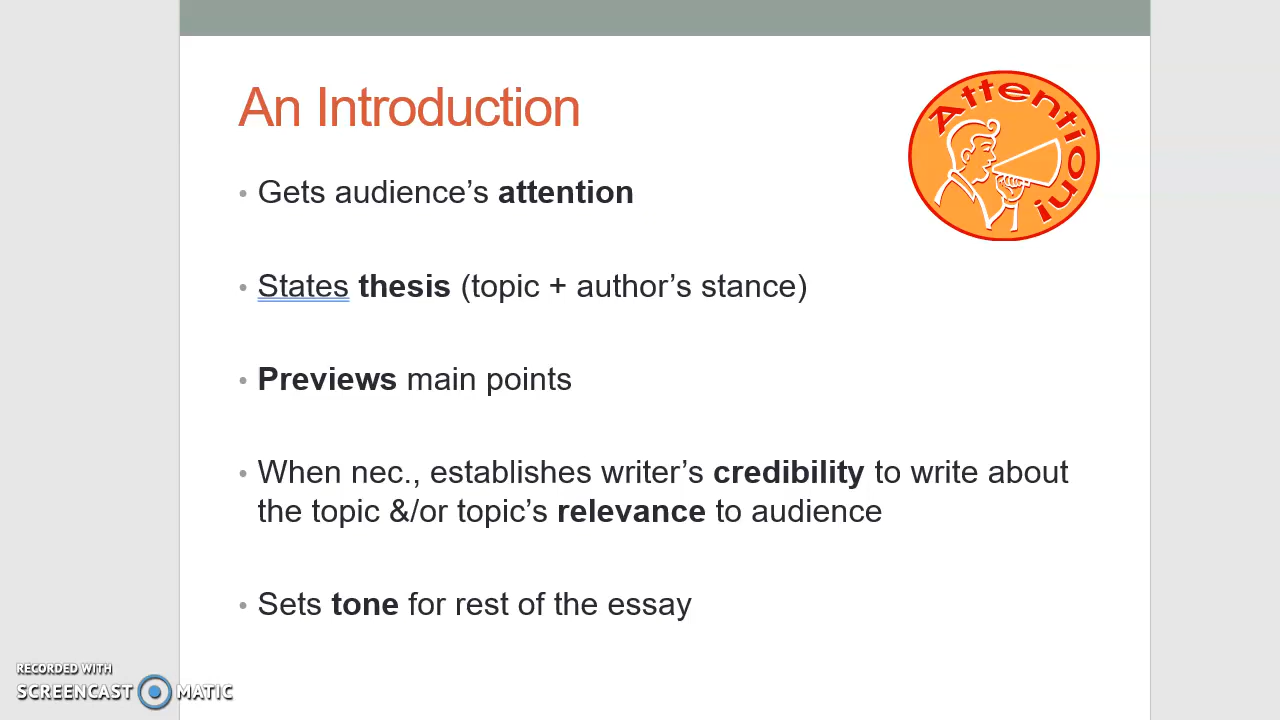 An Introduction
Attention!
• Gets audience's attention
• States thesis (topic + author's stance)
• Previews main points
• When nec., establishes writer's credibility to write about
the topic &/or topic's relevance to audience
• Sets tone for rest of the essay
RECORDED WITH
SCREENCAST MATIC